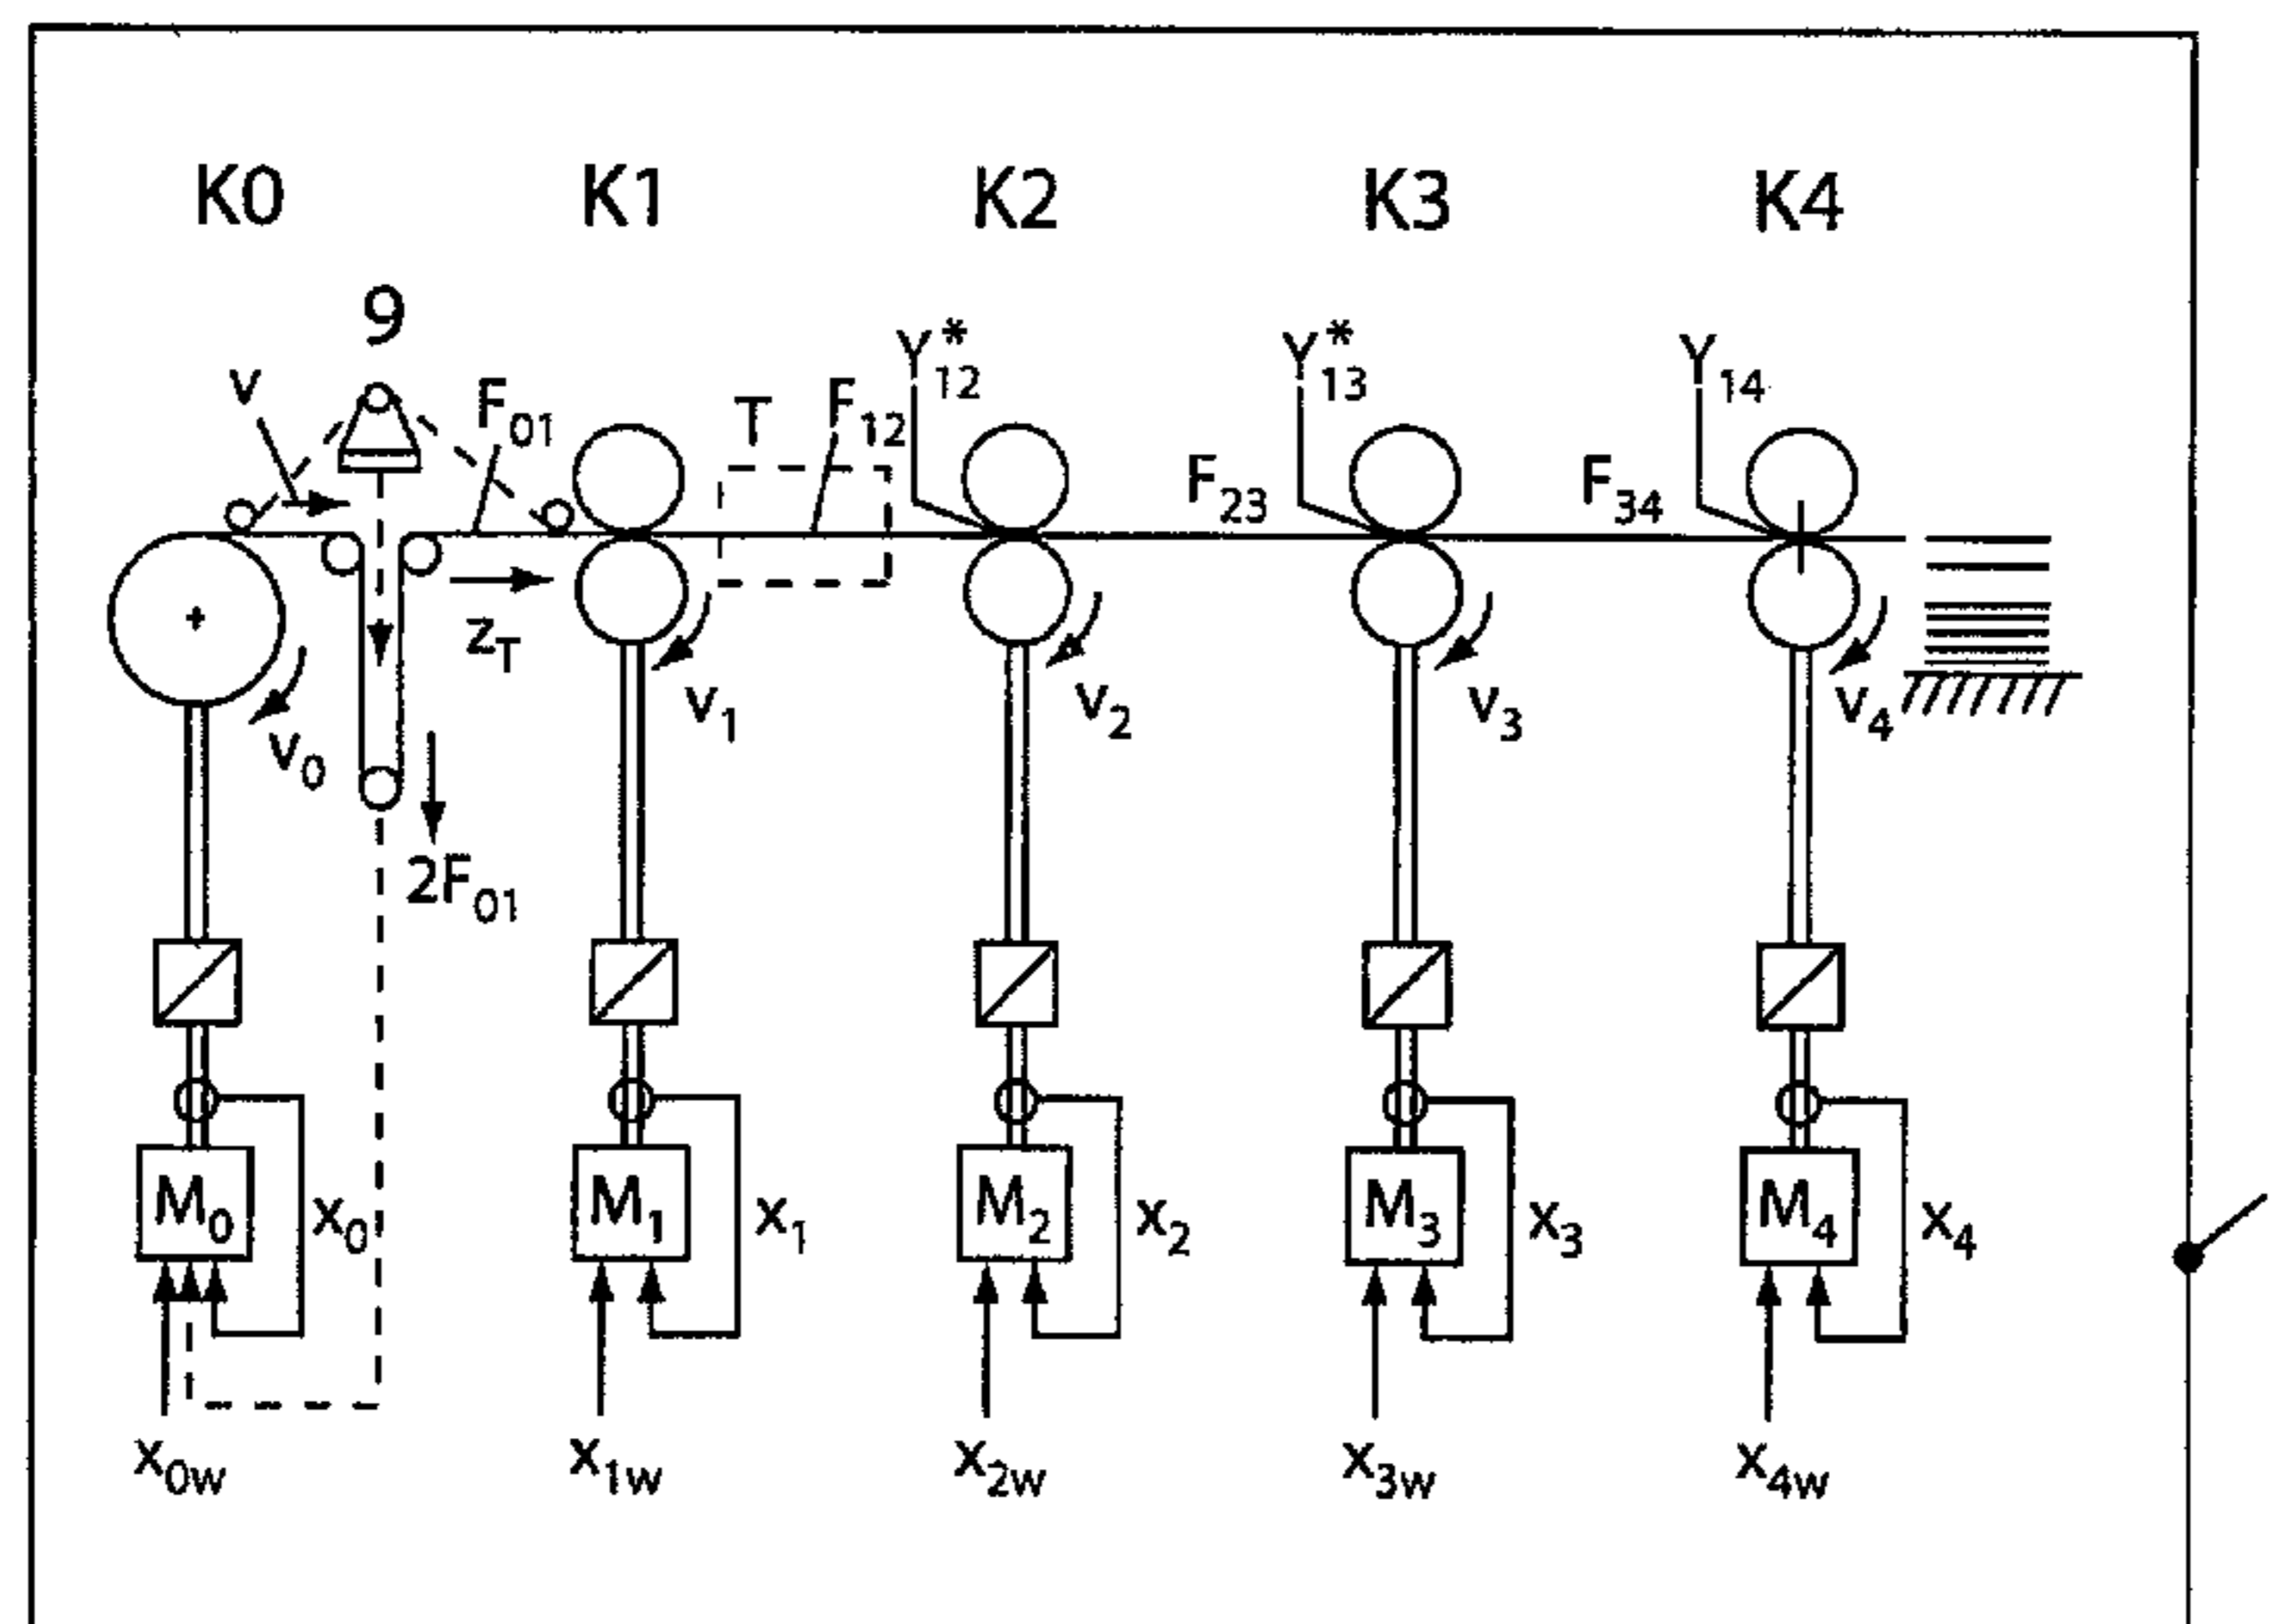 K0 K1 K2 K3 K4
9
v F₀₁ T F₁₂ Y*₁₂ F₂₃ Y*₁₃ F₃₄ Y₁₄
z_T
v₀ v₁ v₂ v₃ v₄
2F₀₁
M₀ x₀ M₁ x₁ M₂ x₂ M₃ x₃ M₄ x₄
x₀w x₁w x₂w x₃w x₄w